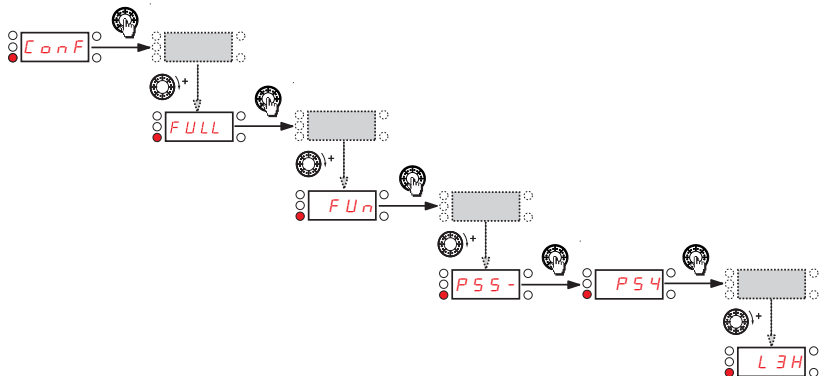 ConF
+
FULL
+
FUn
+
PSS-
PS4
+
L3H